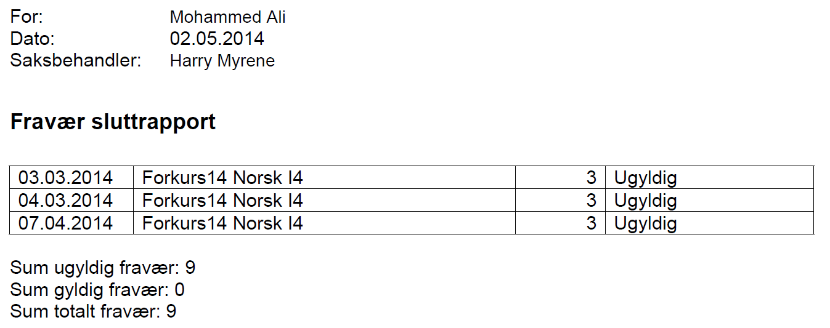 For: Mohammed Ali
Dato: 02.05.2014
Saksbehandler: Harry Myrene
Fravær sluttrapport
03.03.2014 Forkurs14 Norsk I4 3 Ugyldig
04.03.2014 Forkurs14 Norsk I4 3 Ugyldig
07.04.2014 Forkurs14 Norsk I4 3 Ugyldig
Sum ugyldig fravær: 9
Sum gyldig fravær: 0
Sum totalt fravær: 9